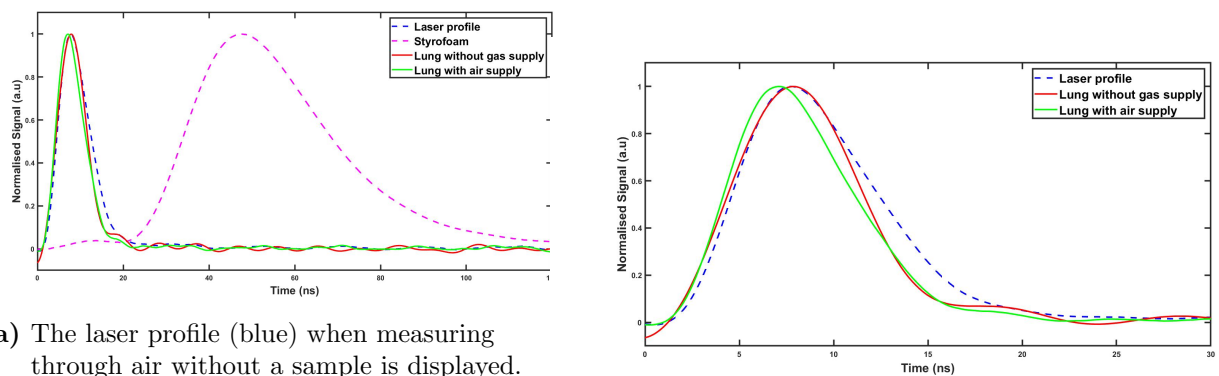 Laser profile
Styrofoam
Lung without gas supply
Lung with air supply
Normalised Signal (a.u)
1
0.8
0.6
0.4
0.2
0
0 20 40 60 80 100
Time (ns)
a) The laser profile (blue) when measuring
through air without a sample is displayed.
Laser profile
Lung without gas supply
Lung with air supply
Normalised Signal (a.u)
1
0.8
0.6
0.4
0.2
0
0 5 10 15 20 25 30
Time (ns)